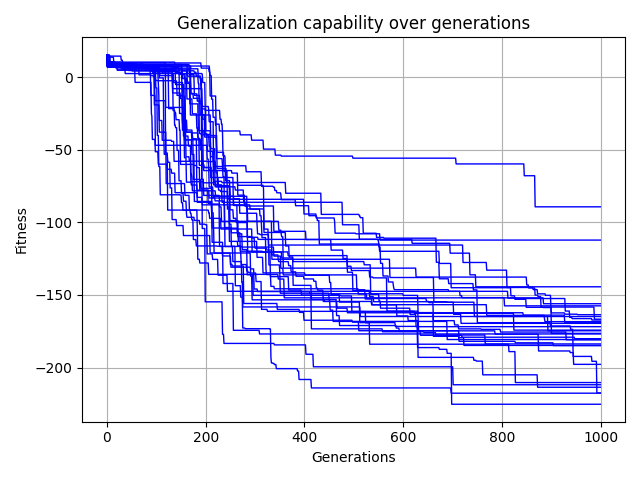 Generalization capability over generations
Fitness
0
−50
−100
−150
−200
0 200 400 600 800 1000
Generations